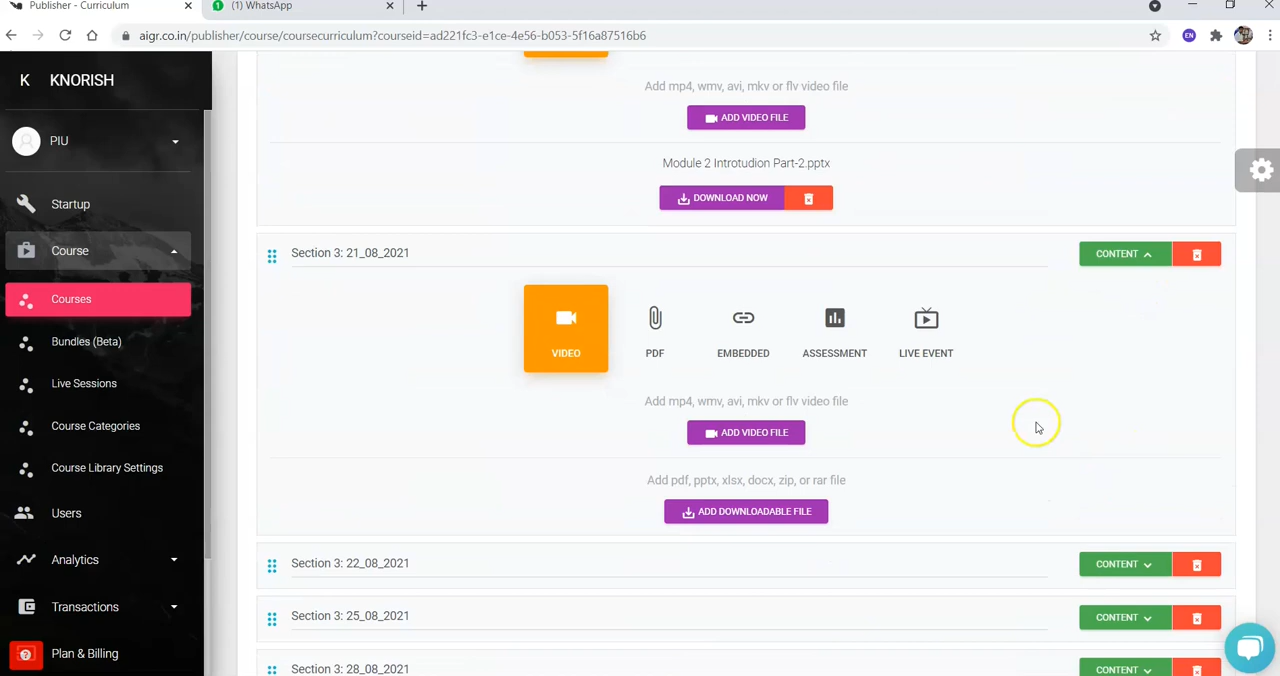 Publisher - Curriculum
(1) WhatsApp
1
aigr.co.in/publisher/course/coursecurriculum?courseid=ad221fc3-e1ce-4e56-b053-5f16a87516b6
EN
K KNORISH
PIU
Startup
Course
Courses
Bundles (Beta)
Live Sessions
Course Categories
Course Library Settings
Users
Analytics
Transactions
Plan & Billing
Add mp4, wmv, avi, mkv or flv video file
ADD VIDEO FILE
Module 2 Introtudion Part-2.pptx
DOWNLOAD NOW
Section 3: 21_08_2021
CONTENT
VIDEO
PDF
EMBEDDED
ASSESSMENT
LIVE EVENT
Add mp4, wmv, avi, mkv or flv video file
ADD VIDEO FILE
Add pdf, pptx, xlsx, docx, zip, or rar file
ADD DOWNLOADABLE FILE
Section 3: 22_08_2021
CONTENT
Section 3: 25_08_2021
CONTENT
Section 3: 28_08_2021
CONTENT